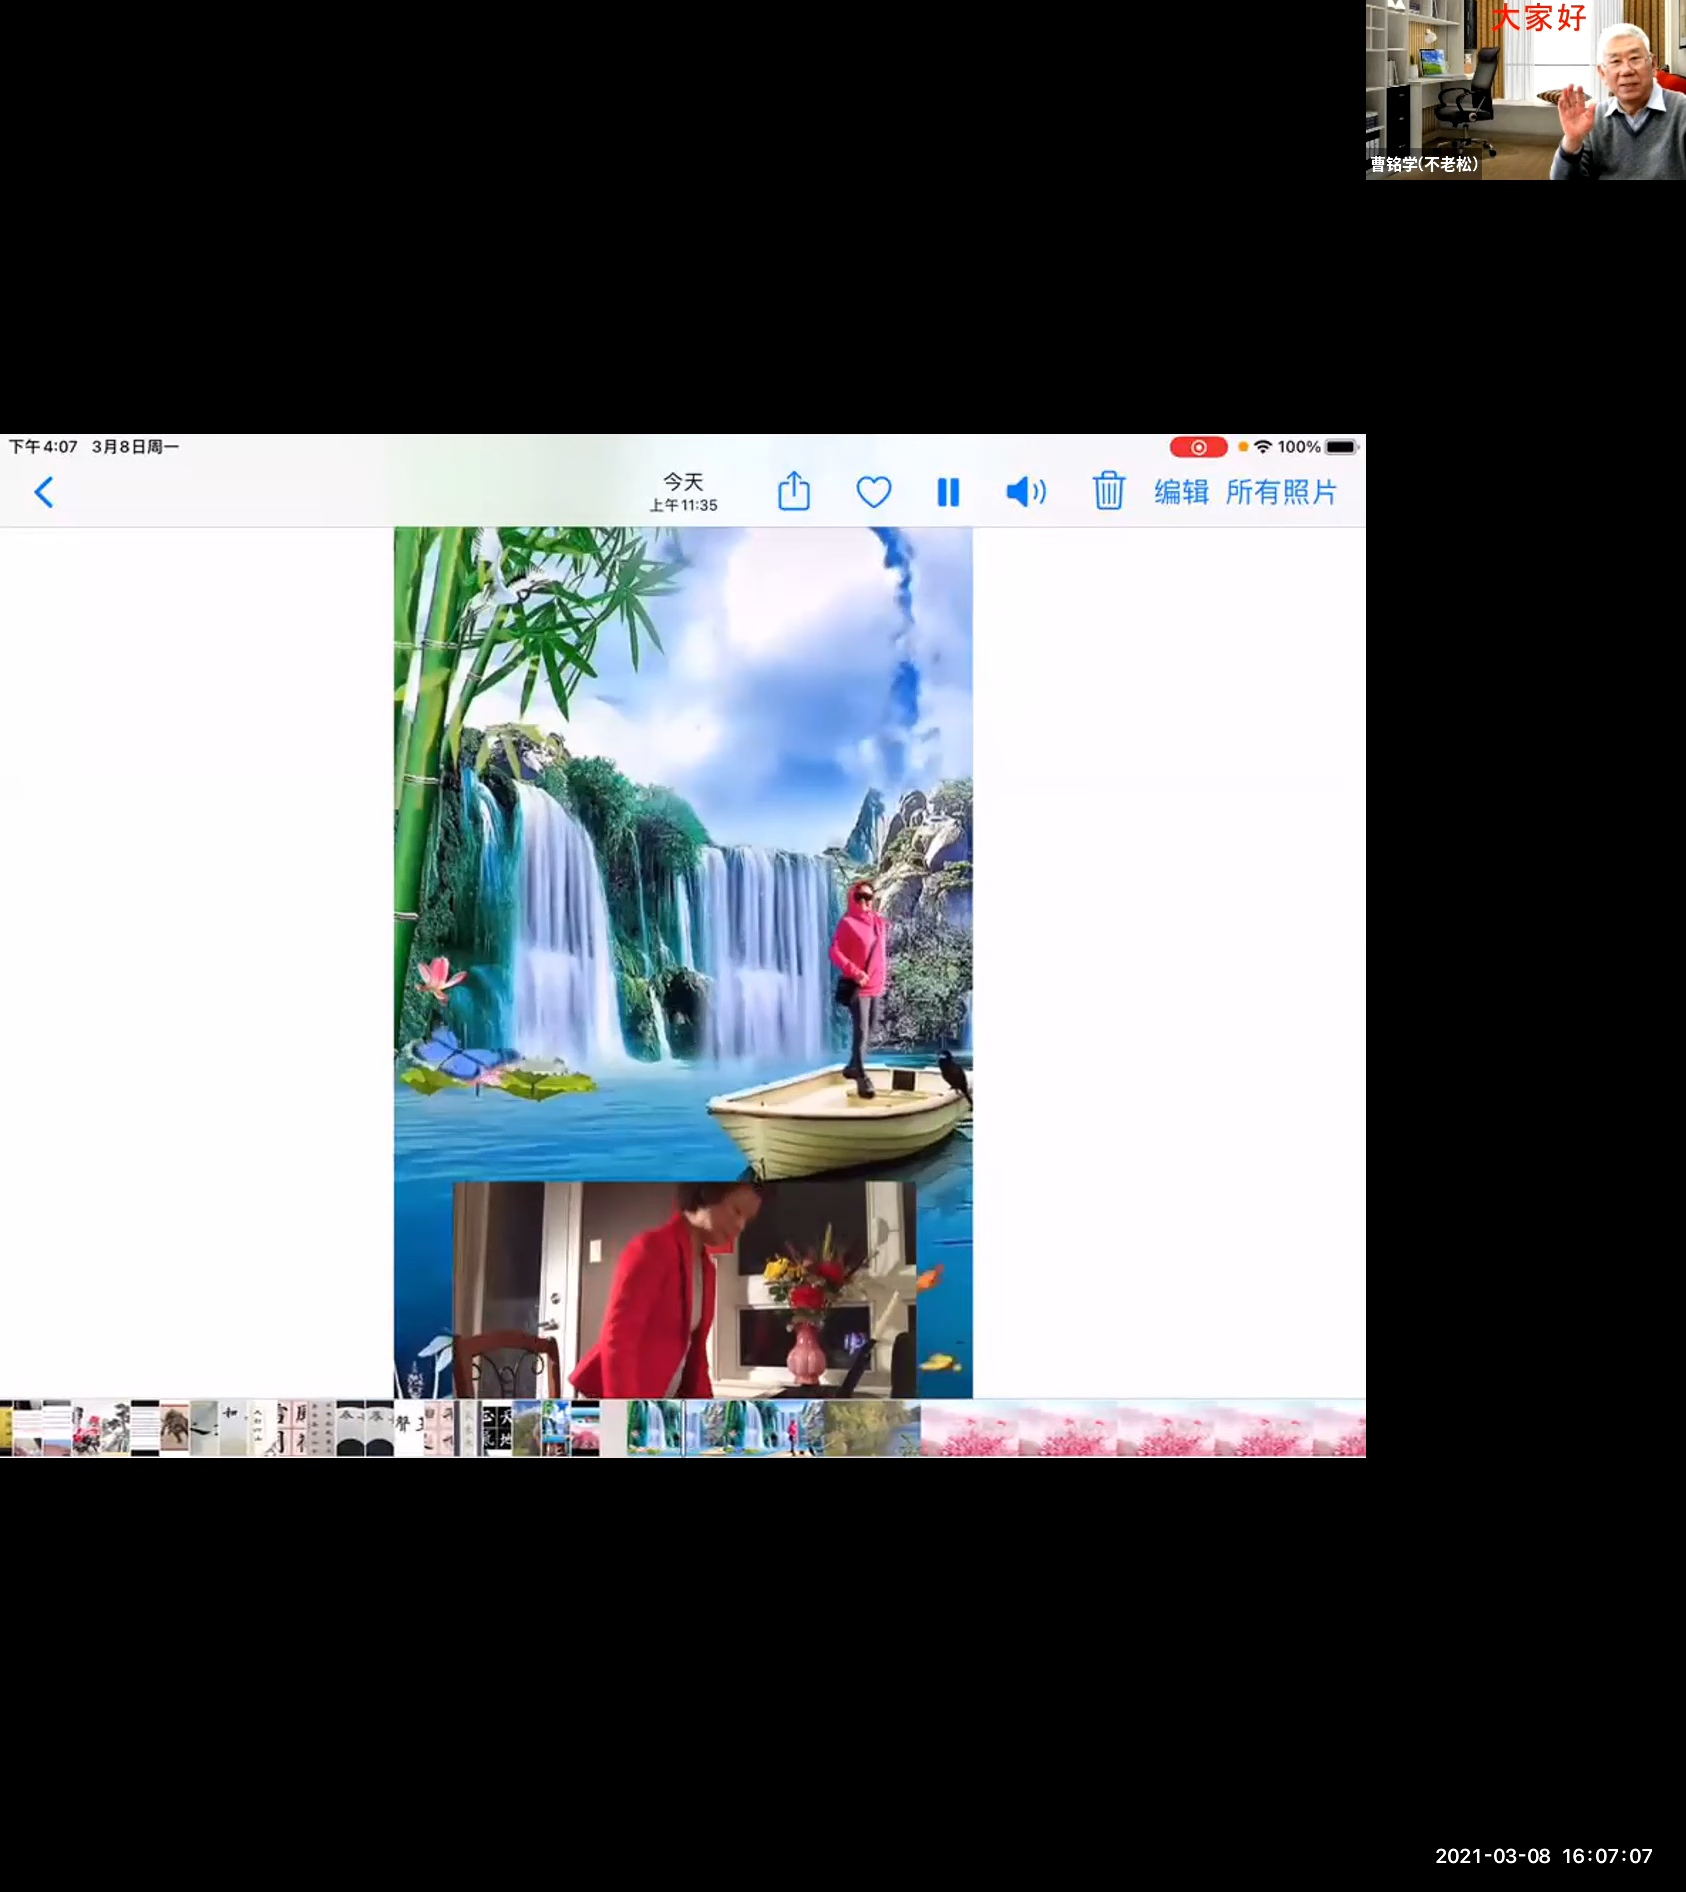 大家好
曹铭学(不老松)
下午4:07 3月8日周一
100%
今天
上午11:35
编辑 所有照片
和
2021-03-08 16:07:07